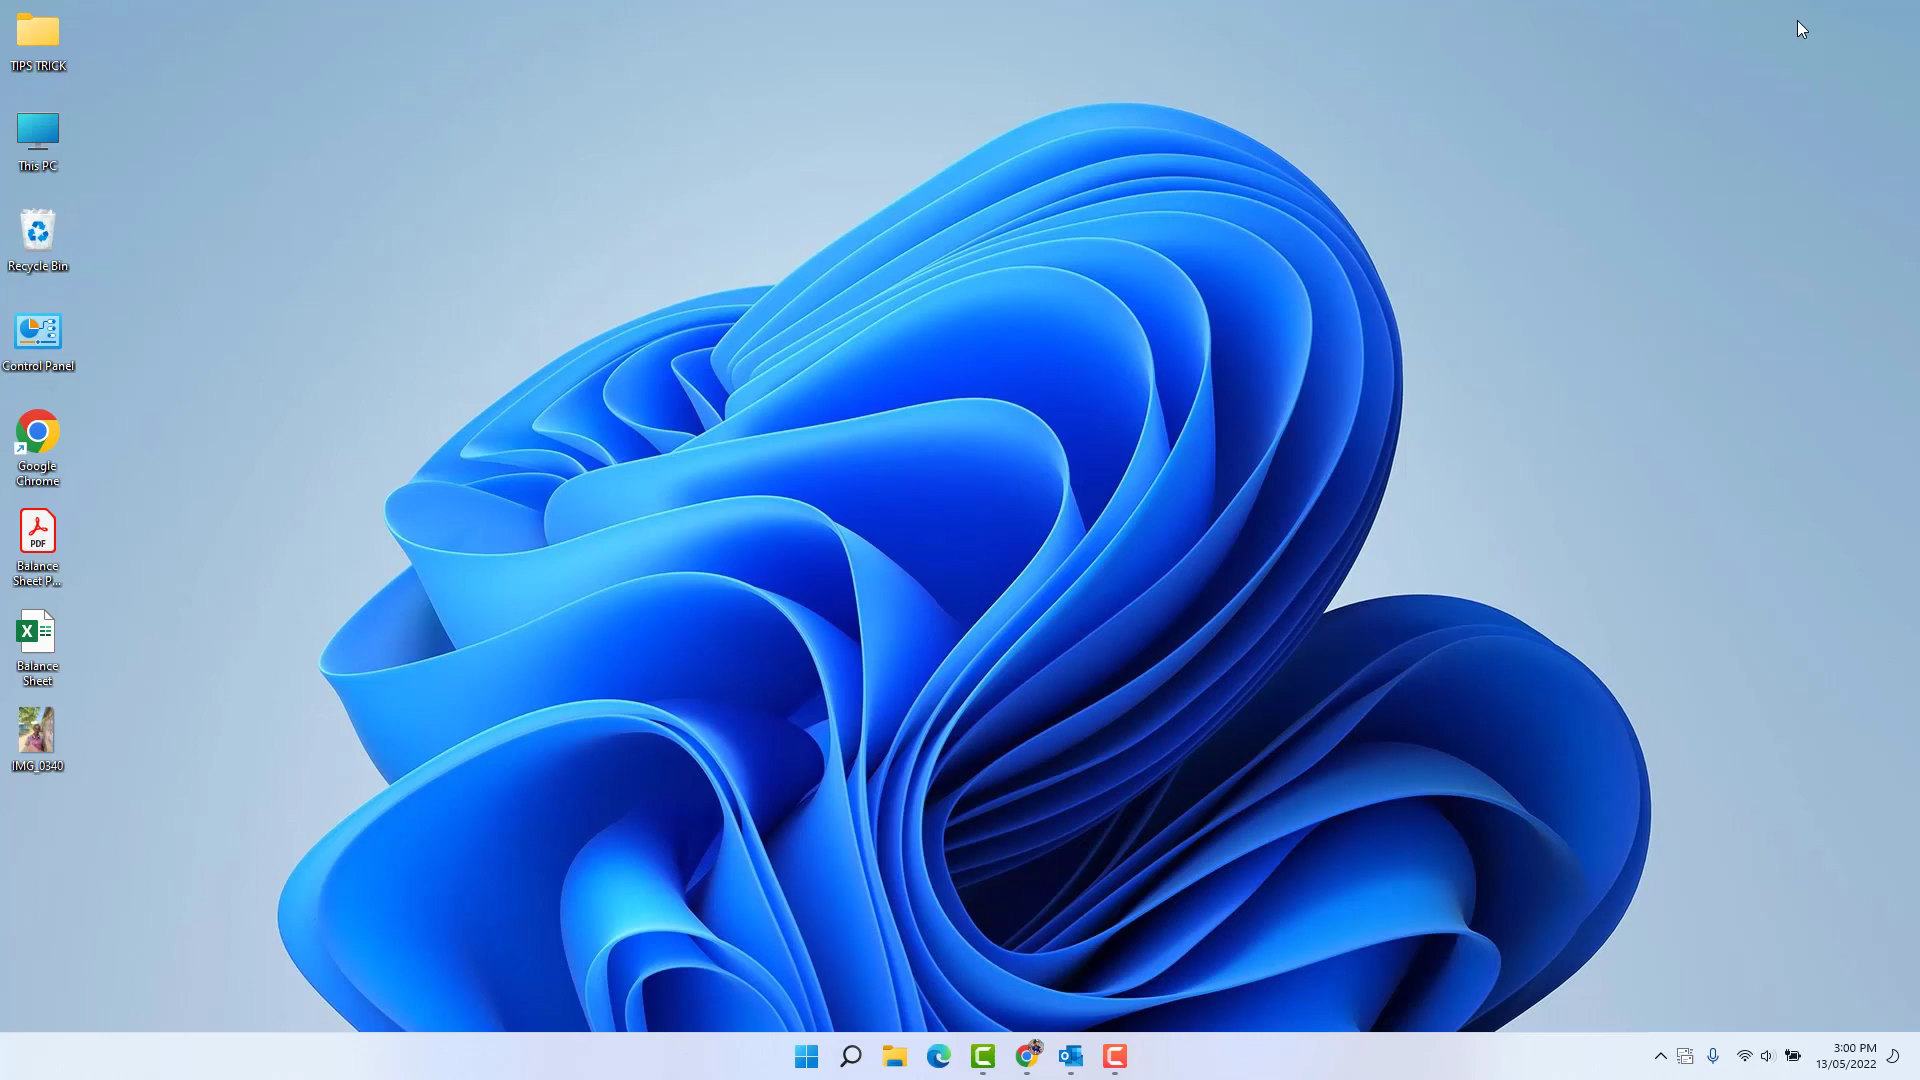 TIPS TRICK
This PC
Recycle Bin
Control Panel
Google
Chrome
PDF
Balance
Sheet P...
X
Balance
Sheet
IMG_0340
3:00 PM
13/05/2022